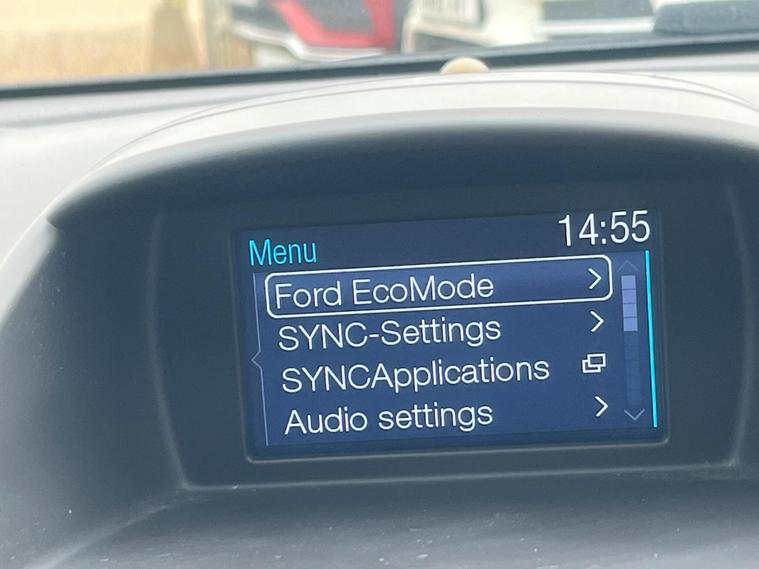 Menu 14:55
Ford EcoMode
SYNC-Settings
SYNCApplications
Audio settings